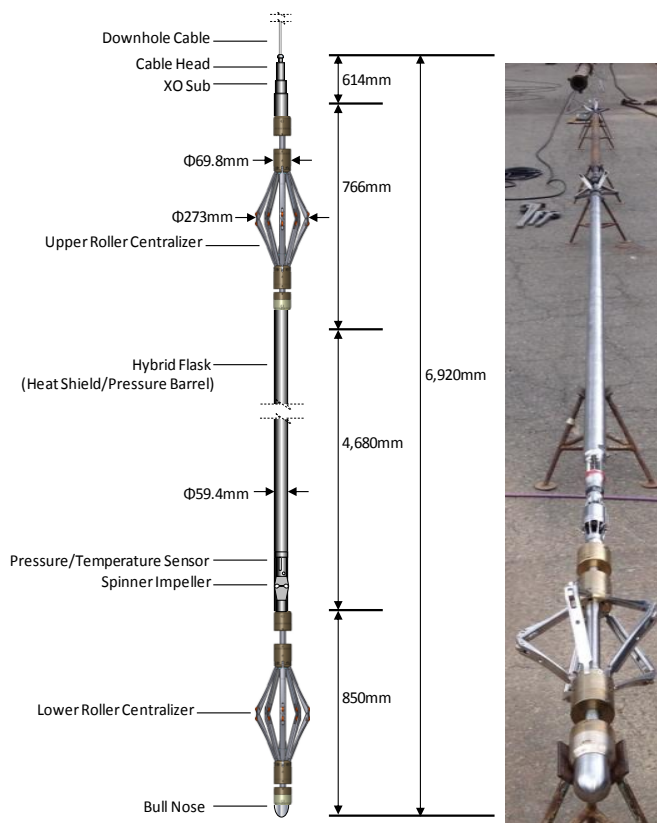 Downhole Cable
Cable Head
XO Sub
614mm
Φ69.8mm
766mm
Φ273mm
Upper Roller Centralizer
Hybrid Flask
(Heat Shield/Pressure Barrel)
6,920mm
4,680mm
Φ59.4mm
Pressure/Temperature Sensor
Spinner Impeller
850mm
Lower Roller Centralizer
Bull Nose